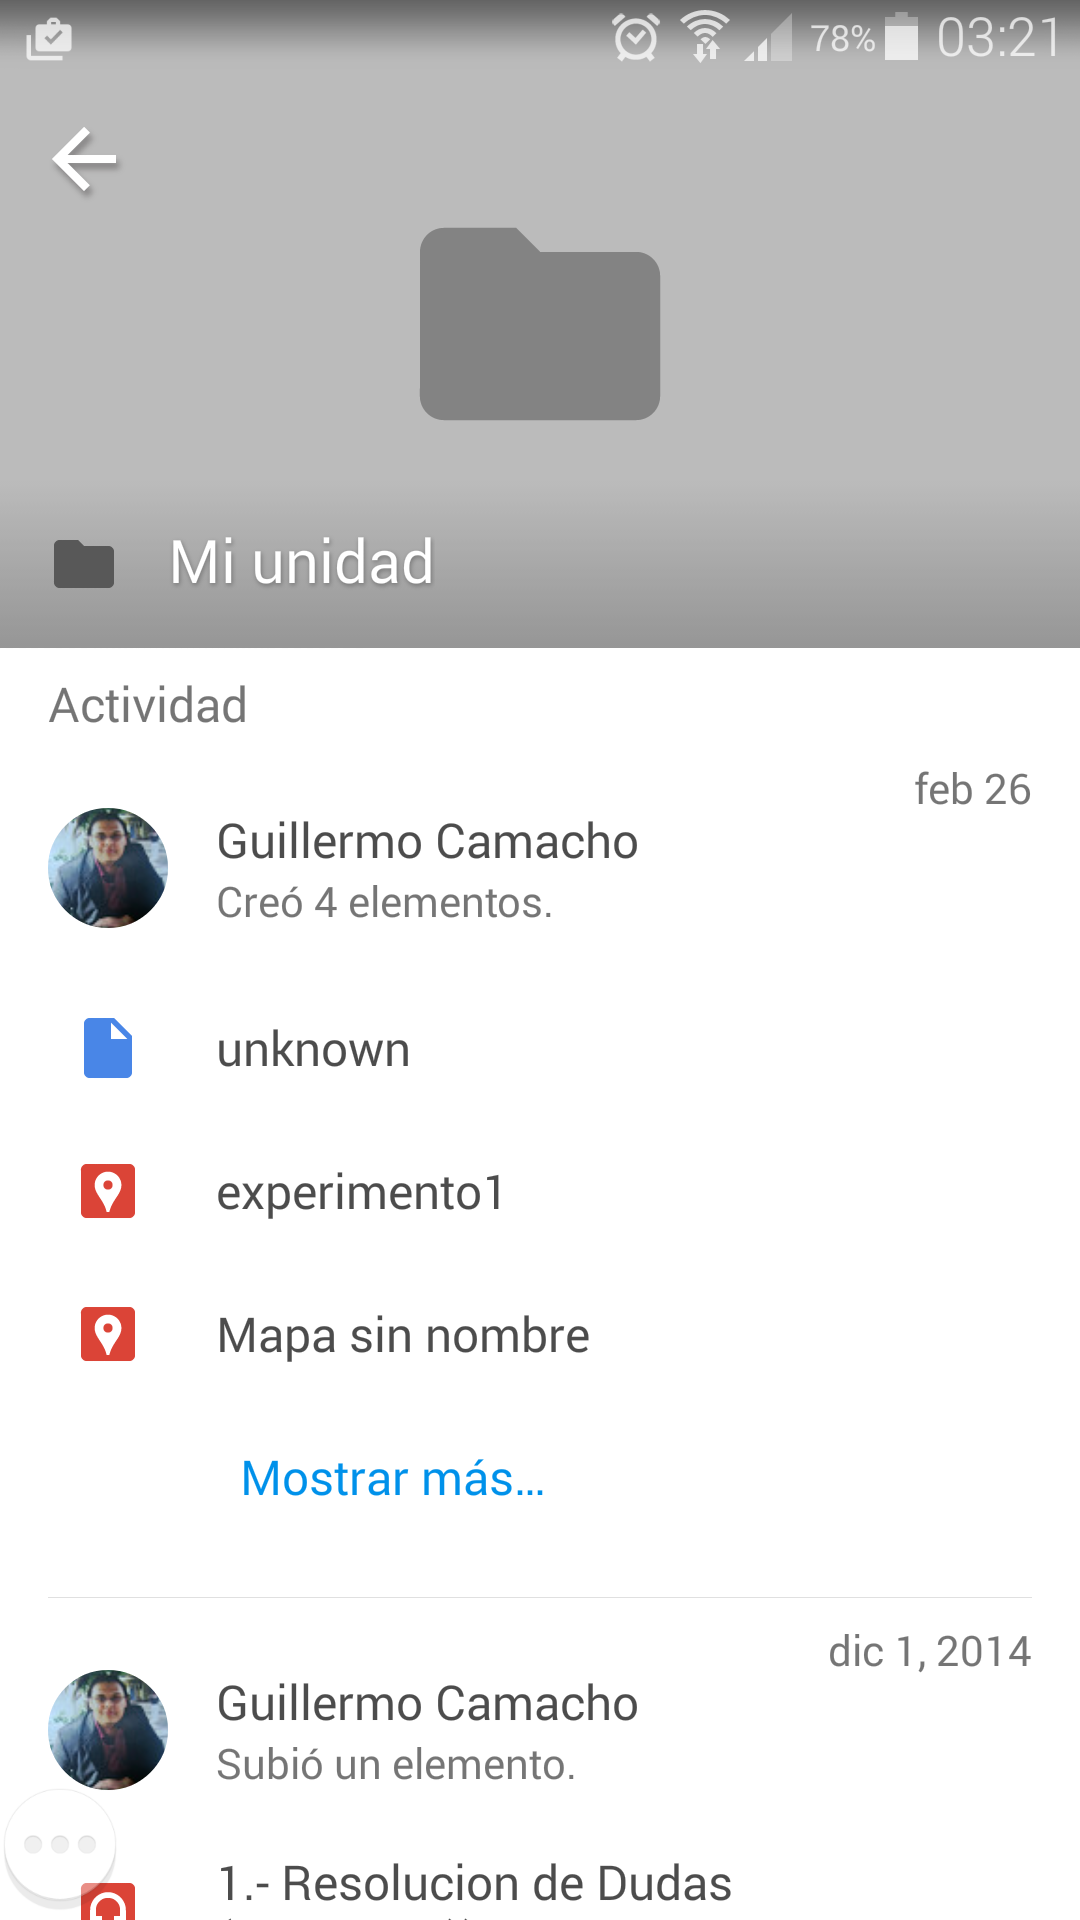 78% 03:21
Mi unidad
Actividad
feb 26
Guillermo Camacho
Creó 4 elementos.
unknown
experimento1
Mapa sin nombre
Mostrar más...
dic 1, 2014
Guillermo Camacho
Subió un elemento.
1.- Resolucion de Dudas